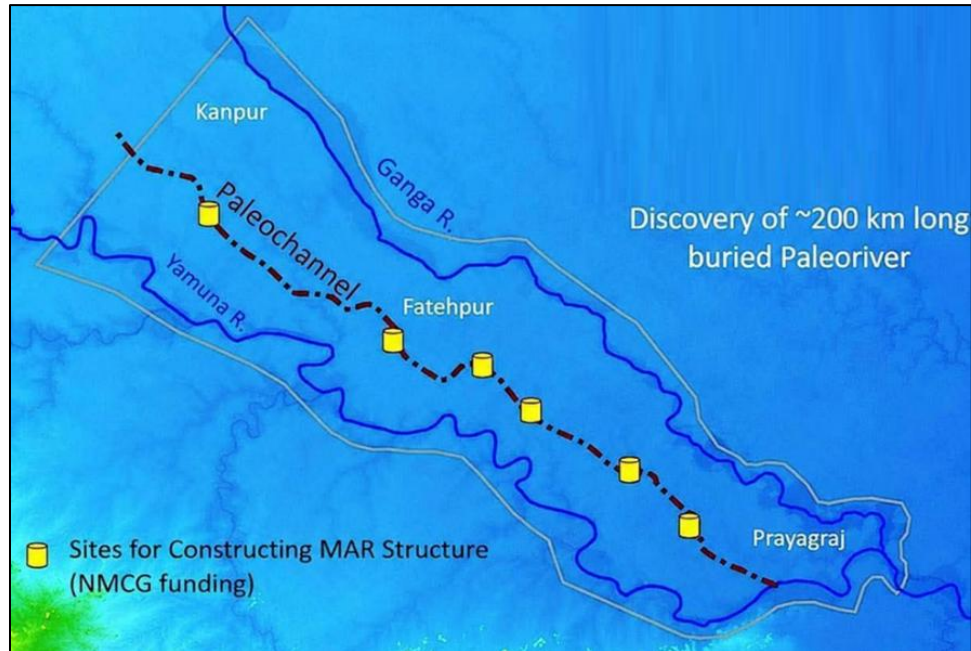 Kanpur
Ganga R.
Paleochannel
Discovery of ~200 km long
buried Paleoriver
Yamuna R.
Fatehpur
Prayagraj
Sites for Constructing MAR Structure
(NMCG funding)